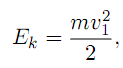 E_k = \frac{mv_1^2}{2},